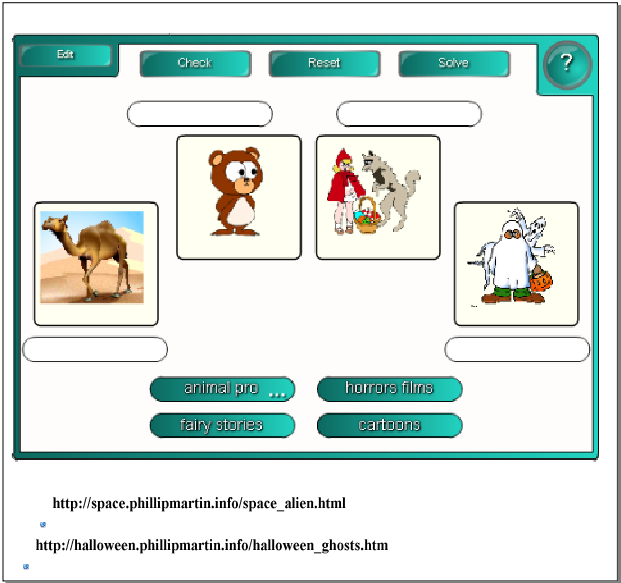 Edit
Check
Reset
Solve
?
animal pro ...
horrors films
fairy stories
cartoons
http://space.phillipmartin.info/space_alien.html
http://halloween.phillipmartin.info/halloween_ghosts.htm